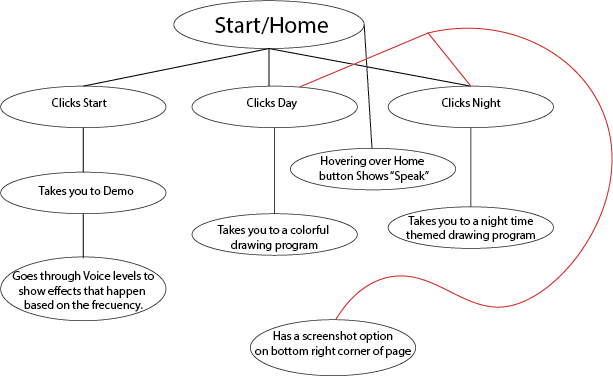 Start/Home
Clicks Start
Clicks Day
Clicks Night
Hovering over Home
button Shows "Speak"
Takes you to Demo
Takes you to a colorful
drawing program
Takes you to a night time
themed drawing program
Goes through Voice levels to
show effects that happen
based on the frecuency.
Has a screenshot option
on bottom right corner of page